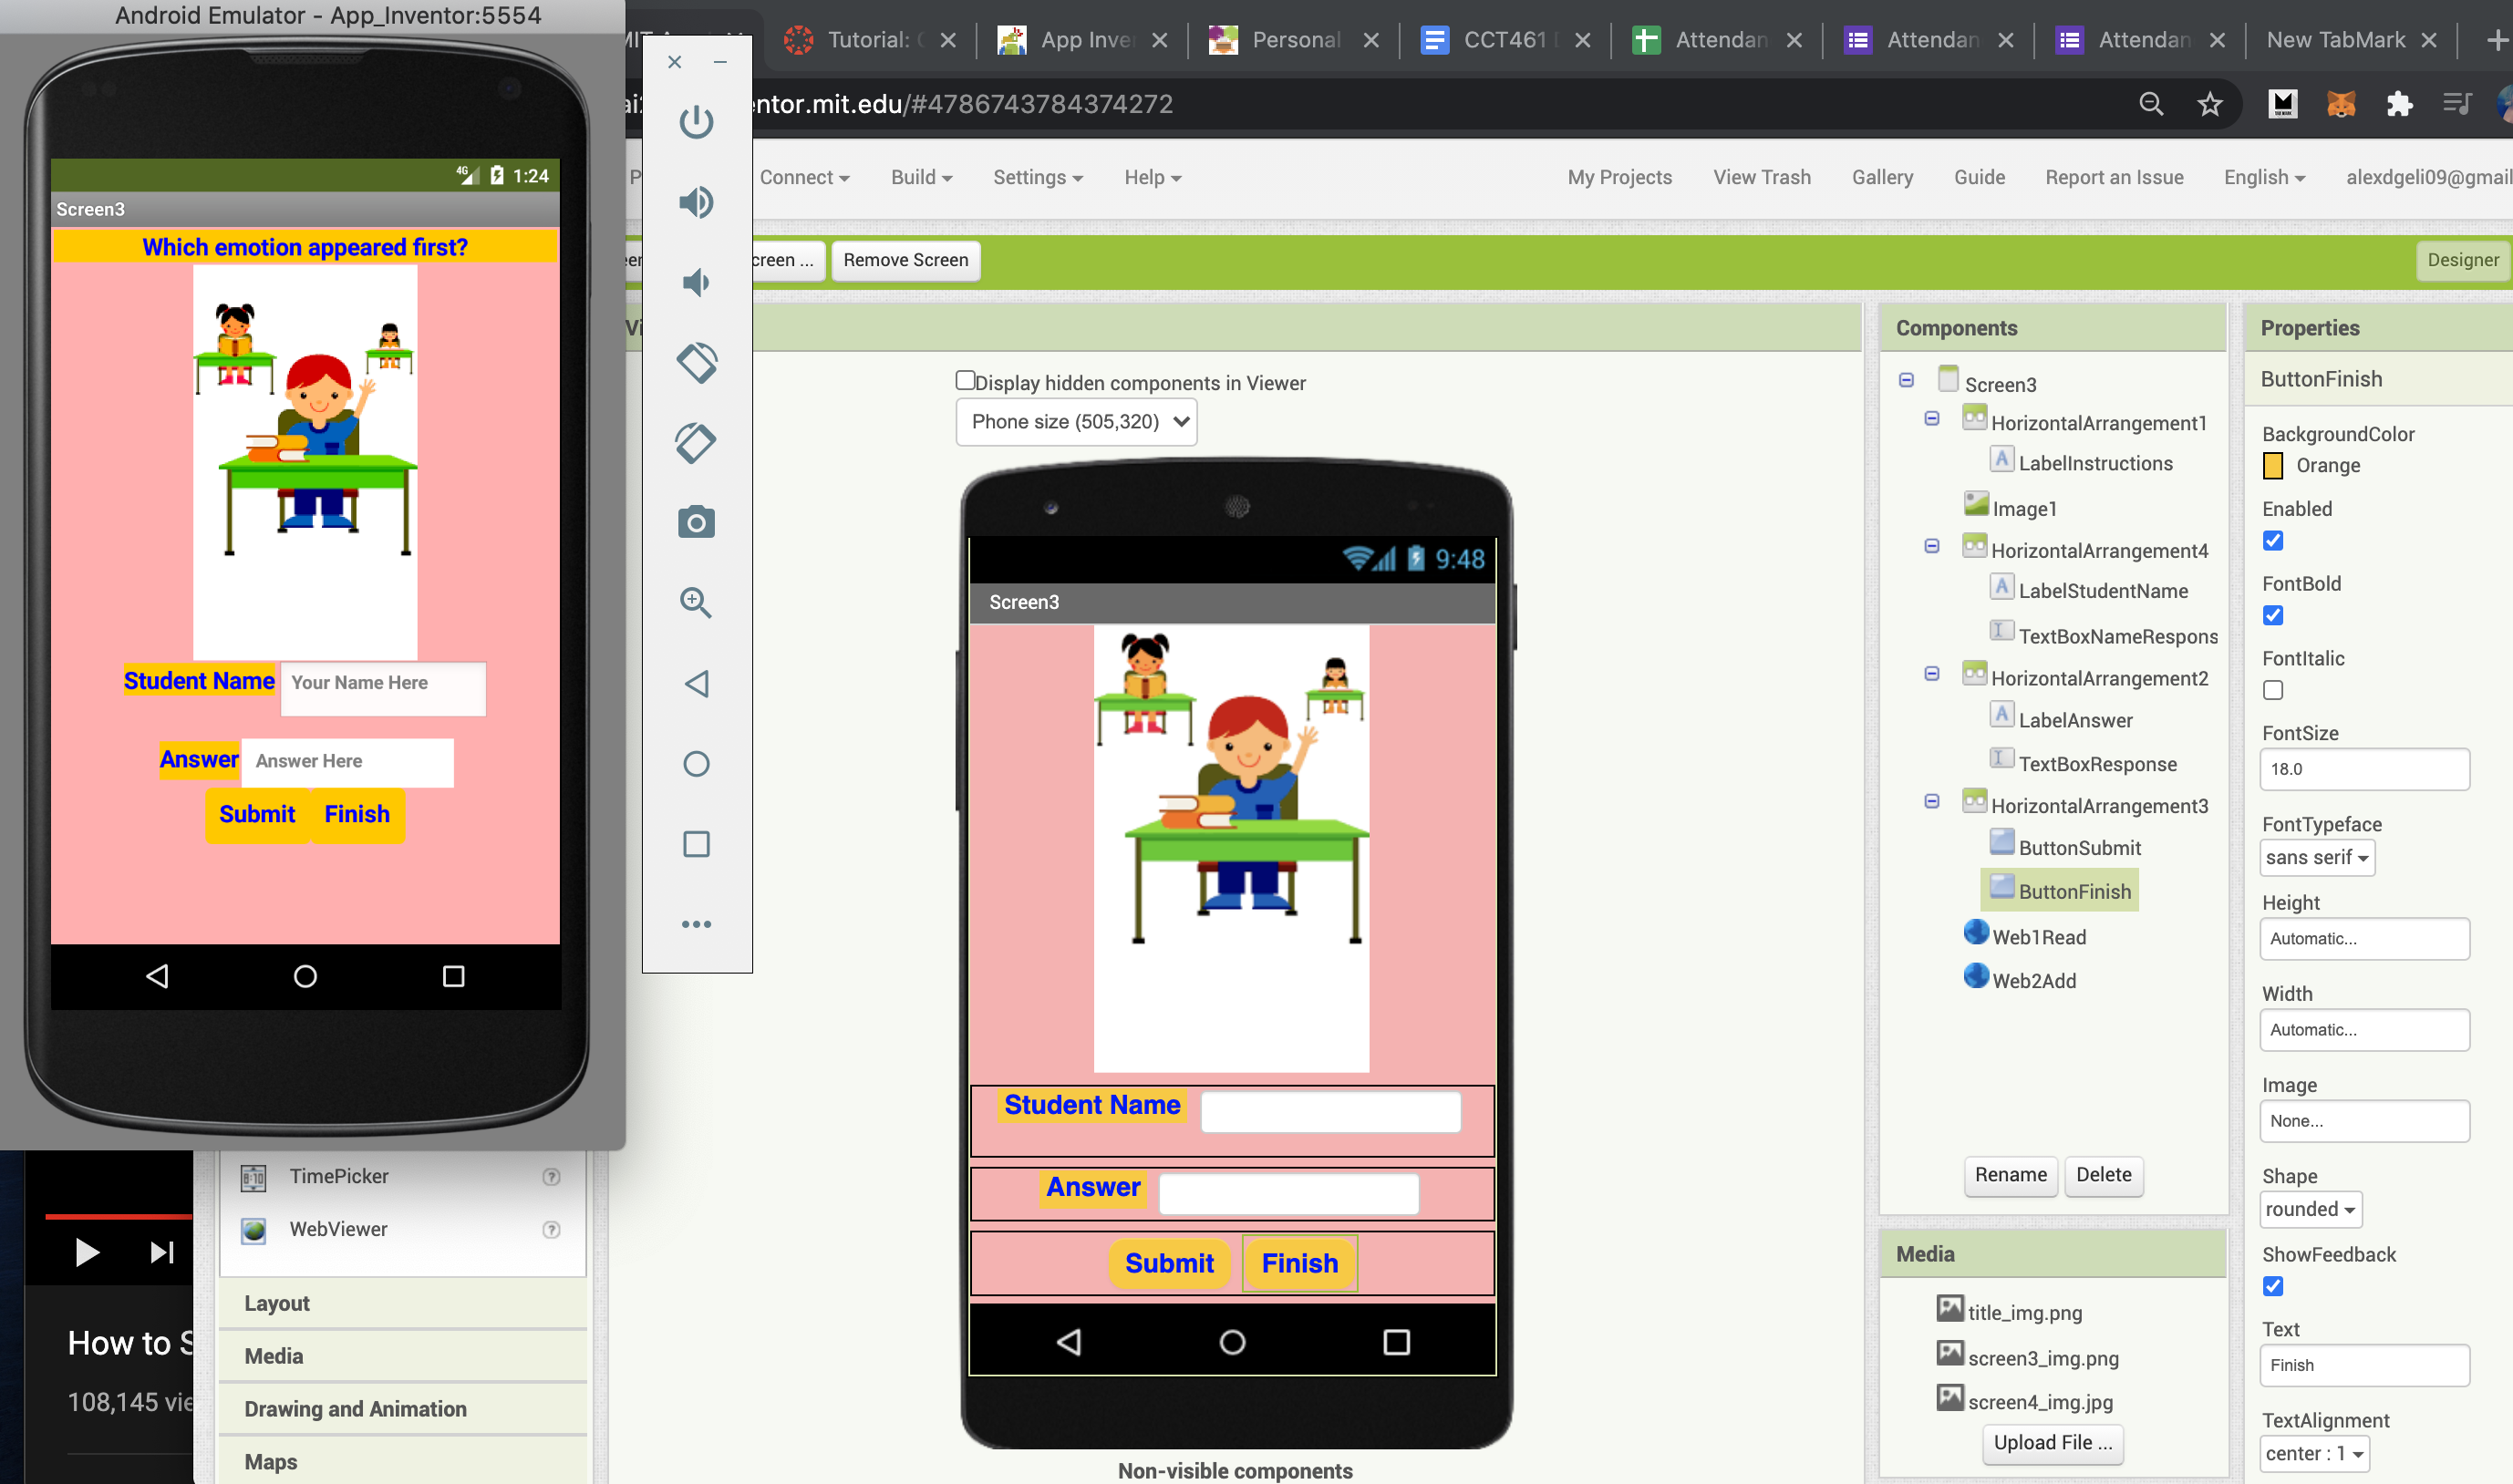 Android Emulator - App_Inventor:5554
Tutorial:
App Inve
Personal
CCT461
Attendan
Attendan
Attendan
New TabMark
ntor.mit.edu/#4786743784374272
Connect
Build
Settings
Help
My Projects
View Trash
Gallery
Guide
Report an Issue
English
alexdgeli09@gmail
creen ...
Remove Screen
Designer
4G
1:24
Screen3
Which emotion appeared first?
Student Name
Your Name Here
Answer
Answer Here
Submit
Finish
Display hidden components in Viewer
Phone size (505,320)
9:48
Screen3
Student Name
Answer
Submit
Finish
Non-visible components
Components
Screen3
HorizontalArrangement1
A LabelInstructions
Image1
HorizontalArrangement4
A LabelStudentName
TextBoxNameRespons
HorizontalArrangement2
A LabelAnswer
TextBoxResponse
HorizontalArrangement3
ButtonSubmit
ButtonFinish
Web1Read
Web2Add
Rename
Delete
Media
title_img.png
screen3_img.png
screen4_img.jpg
Upload File ...
Properties
ButtonFinish
BackgroundColor
Orange
Enabled
FontBold
FontItalic
FontSize
18.0
FontTypeface
sans serif
Height
Automatic...
Width
Automatic...
Image
None...
Shape
rounded
ShowFeedback
Text
Finish
TextAlignment
center : 1
TimePicker
?
WebViewer
?
Layout
Media
Drawing and Animation
Maps
How to S
108,145 vie